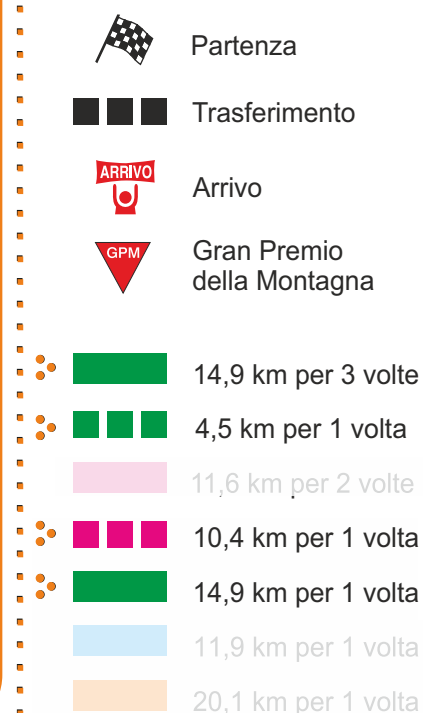 Partenza
Trasferimento
ARRIVO
Arrivo
GPM
Gran Premio
della Montagna
14,9 km per 3 volte
4,5 km per 1 volta
11,6 km per 2 volte
10,4 km per 1 volta
14,9 km per 1 volta
11,9 km per 1 volta
20,1 km per 1 volta